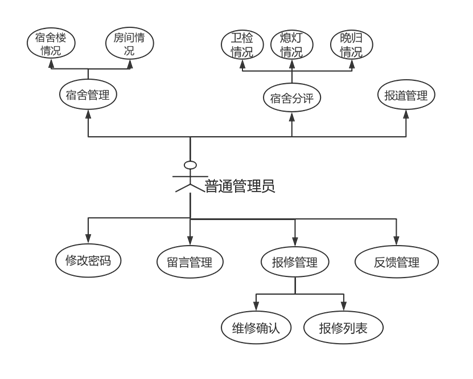 宿舍楼
情况
房间情
况
卫检
情况
熄灯
情况
晚归
情况
宿舍管理
宿舍分评
报道管理
普通管理员
修改密码
留言管理
报修管理
反馈管理
维修确认
报修列表